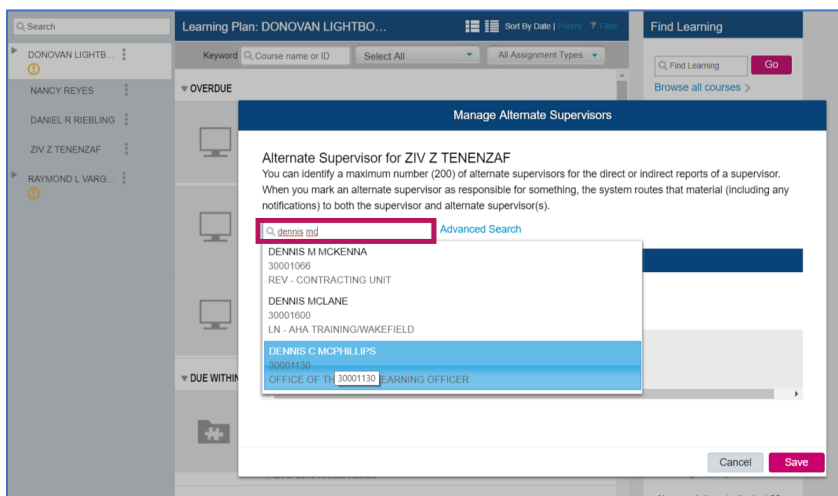 Search
Learning Plan: DONOVAN LIGHTBO...
Sort By Date | Priority Filter
Find Learning
DONOVAN LIGHTB...
Keyword
Course name or ID
Select All
All Assignment Types
Find Learning
Go
Browse all courses >
NANCY REYES
OVERDUE
DANIEL R RIEBLING
ZIV Z TENENZAF
RAYMOND L VARG...
Manage Alternate Supervisors
Alternate Supervisor for ZIV Z TENENZAF
You can identify a maximum number (200) of alternate supervisors for the direct or indirect reports of a supervisor.
When you mark an alternate supervisor as responsible for something, the system routes that material (including any
notifications) to both the supervisor and alternate supervisor(s).
dennis md
Advanced Search
DENNIS M MCKENNA
30001066
REV - CONTRACTING UNIT
DENNIS MCLANE
30001600
LN - AHA TRAINING/WAKEFIELD
DENNIS C MCPHILLIPS
30001130
OFFICE OF TH 30001130 EARNING OFFICER
DUE WITHIN
Cancel
Save